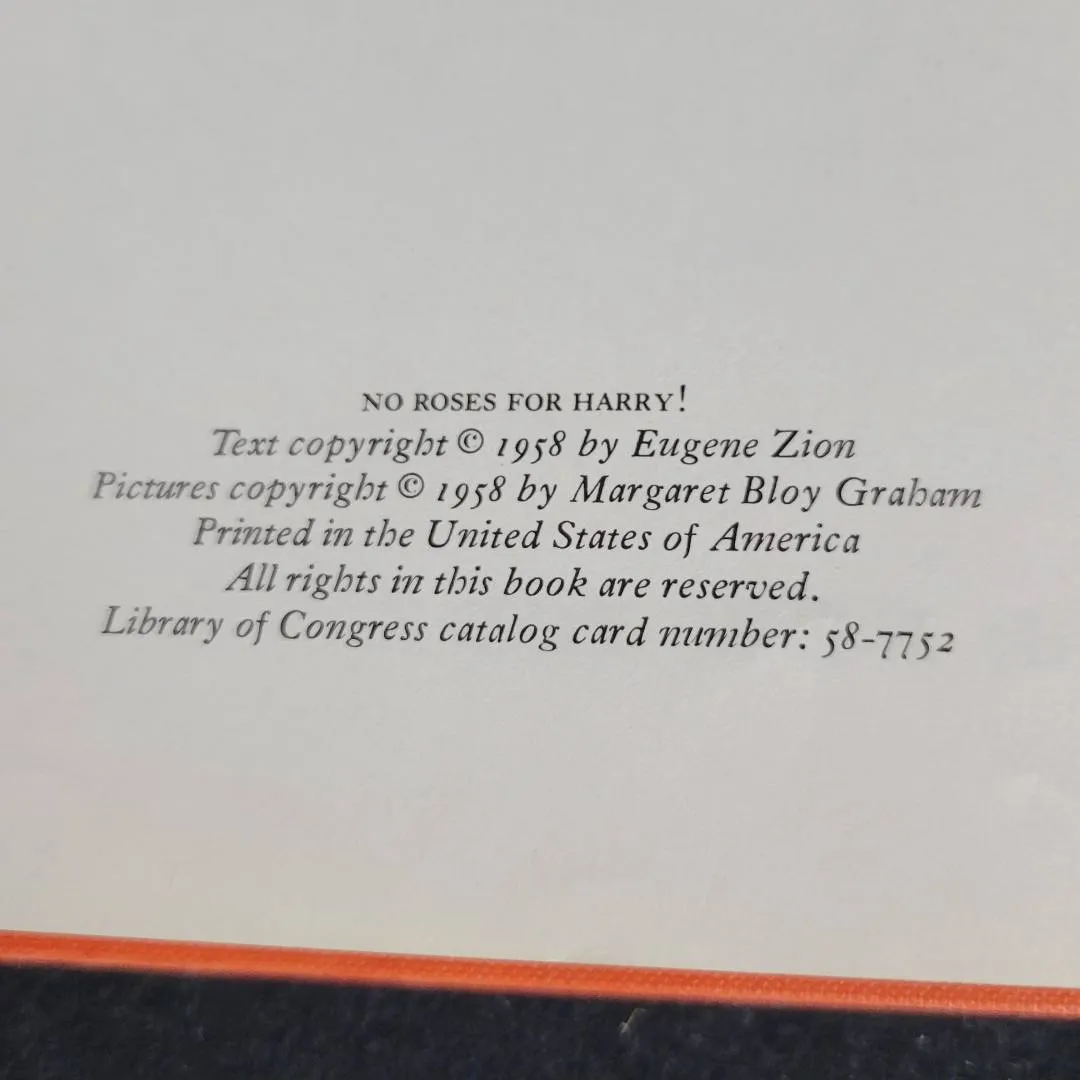 NO ROSES FOR HARRY!
Text copyright © 1958 by Eugene Zion
Pictures copyright © 1958 by Margaret Bloy Graham
Printed in the United States of America
All rights in this book are reserved.
Library of Congress catalog card number: 58-7752